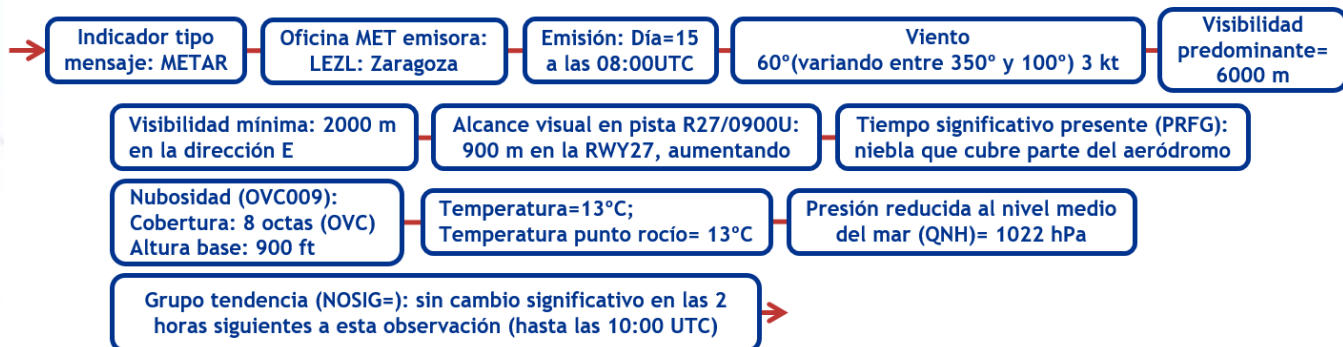 Indicador tipo
mensaje: METAR
Oficina MET emisora:
LEZL: Zaragoza
Emisión: Día=15
a las 08:00UTC
Viento
60º(variando entre 350º y 100º) 3 kt
Visibilidad
predominante=
6000 m
Visibilidad mínima: 2000 m
en la dirección E
Alcance visual en pista R27/0900U:
900 m en la RWY27, aumentando
Tiempo significativo presente (PRFG):
niebla que cubre parte del aeródromo
Nubosidad (OVC009):
Cobertura: 8 octas (OVC)
Altura base: 900 ft
Temperatura=13ºC;
Temperatura punto rocío= 13ºC
Presión reducida al nivel medio
del mar (QNH)= 1022 hPa
Grupo tendencia (NOSIG=): sin cambio significativo en las 2
horas siguientes a esta observación (hasta las 10:00 UTC)